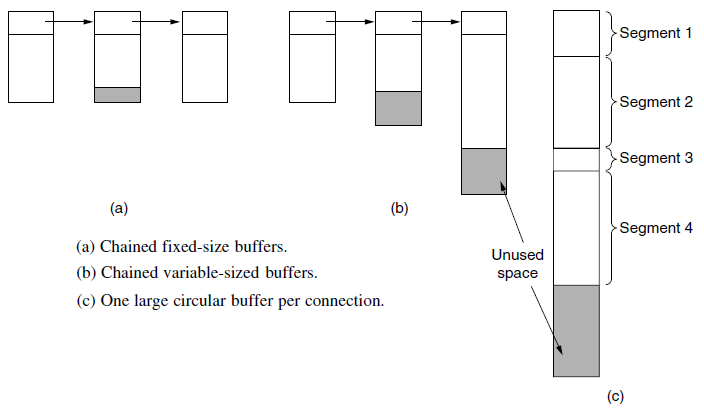 Segment 1
Segment 2
Segment 3
Segment 4
(a)
(b)
(a) Chained fixed-size buffers.
(b) Chained variable-sized buffers.
(c) One large circular buffer per connection.
Unused
space
(c)